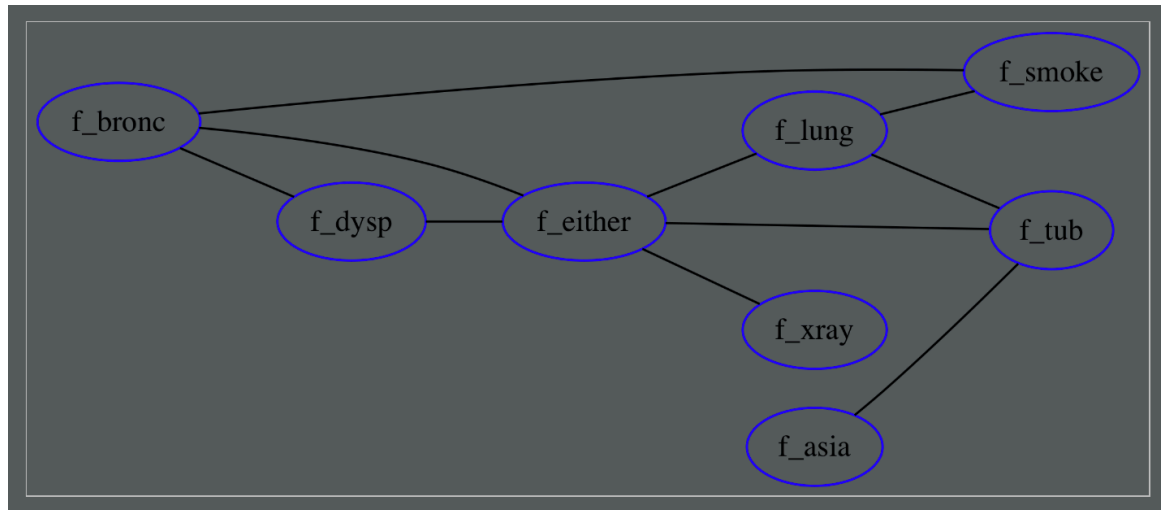 f_smoke
f_bronc
f_lung
f_dysp
f_either
f_tub
f_xray
f_asia